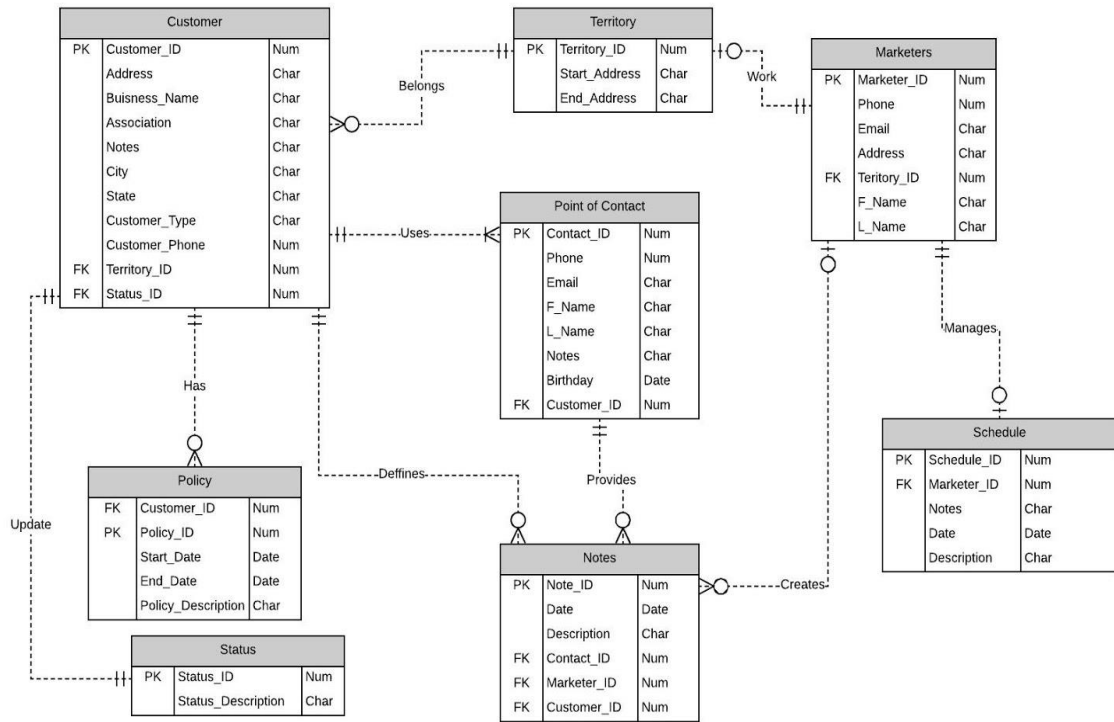 Customer
PK Customer_ID Num
Address Char
Buisness_Name Char
Association Char
Notes Char
City Char
State Char
Customer_Type Char
Customer_Phone Num
FK Territory_ID Num
FK Status_ID Num
Belongs
Territory
PK Territory_ID Num
Start_Address Char
End_Address Char
Work
Marketers
PK Marketer_ID Num
Phone Num
Email Char
Address Char
FK Teritory_ID Num
F_Name Char
L_Name Char
Uses
Point of Contact
PK Contact_ID Num
Phone Num
Email Char
F_Name Char
L_Name Char
Notes Char
Birthday Date
FK Customer_ID Num
Manages
Has
Schedule
PK Schedule_ID Num
FK Marketer_ID Num
Notes Char
Date Date
Description Char
Policy
FK Customer_ID Num
PK Policy_ID Num
Start_Date Date
End_Date Date
Policy_Description Char
Deffines
Provides
Update
Notes
PK Note_ID Num
Date Date
Description Char
FK Contact_ID Num
FK Marketer_ID Num
FK Customer_ID Num
Creates
Status
PK Status_ID Num
Status_Description Char